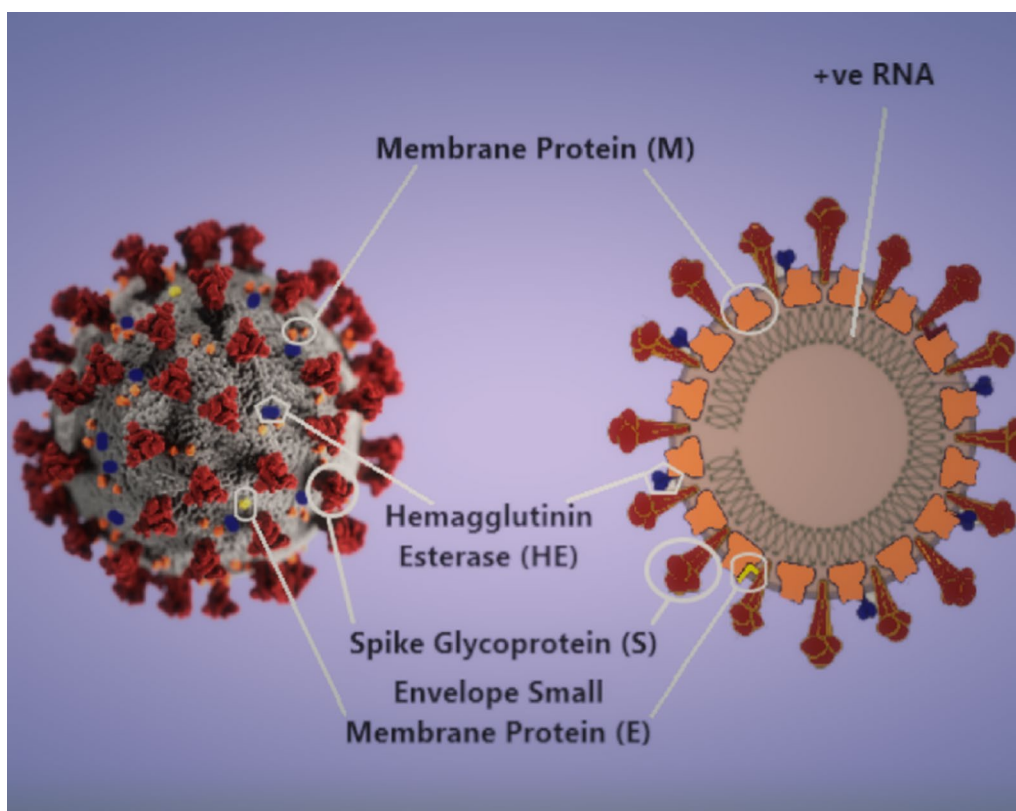 +ve RNA
Membrane Protein (M)
Hemagglutinin
Esterase (HE)
Spike Glycoprotein (S)
Envelope Small
Membrane Protein (E)